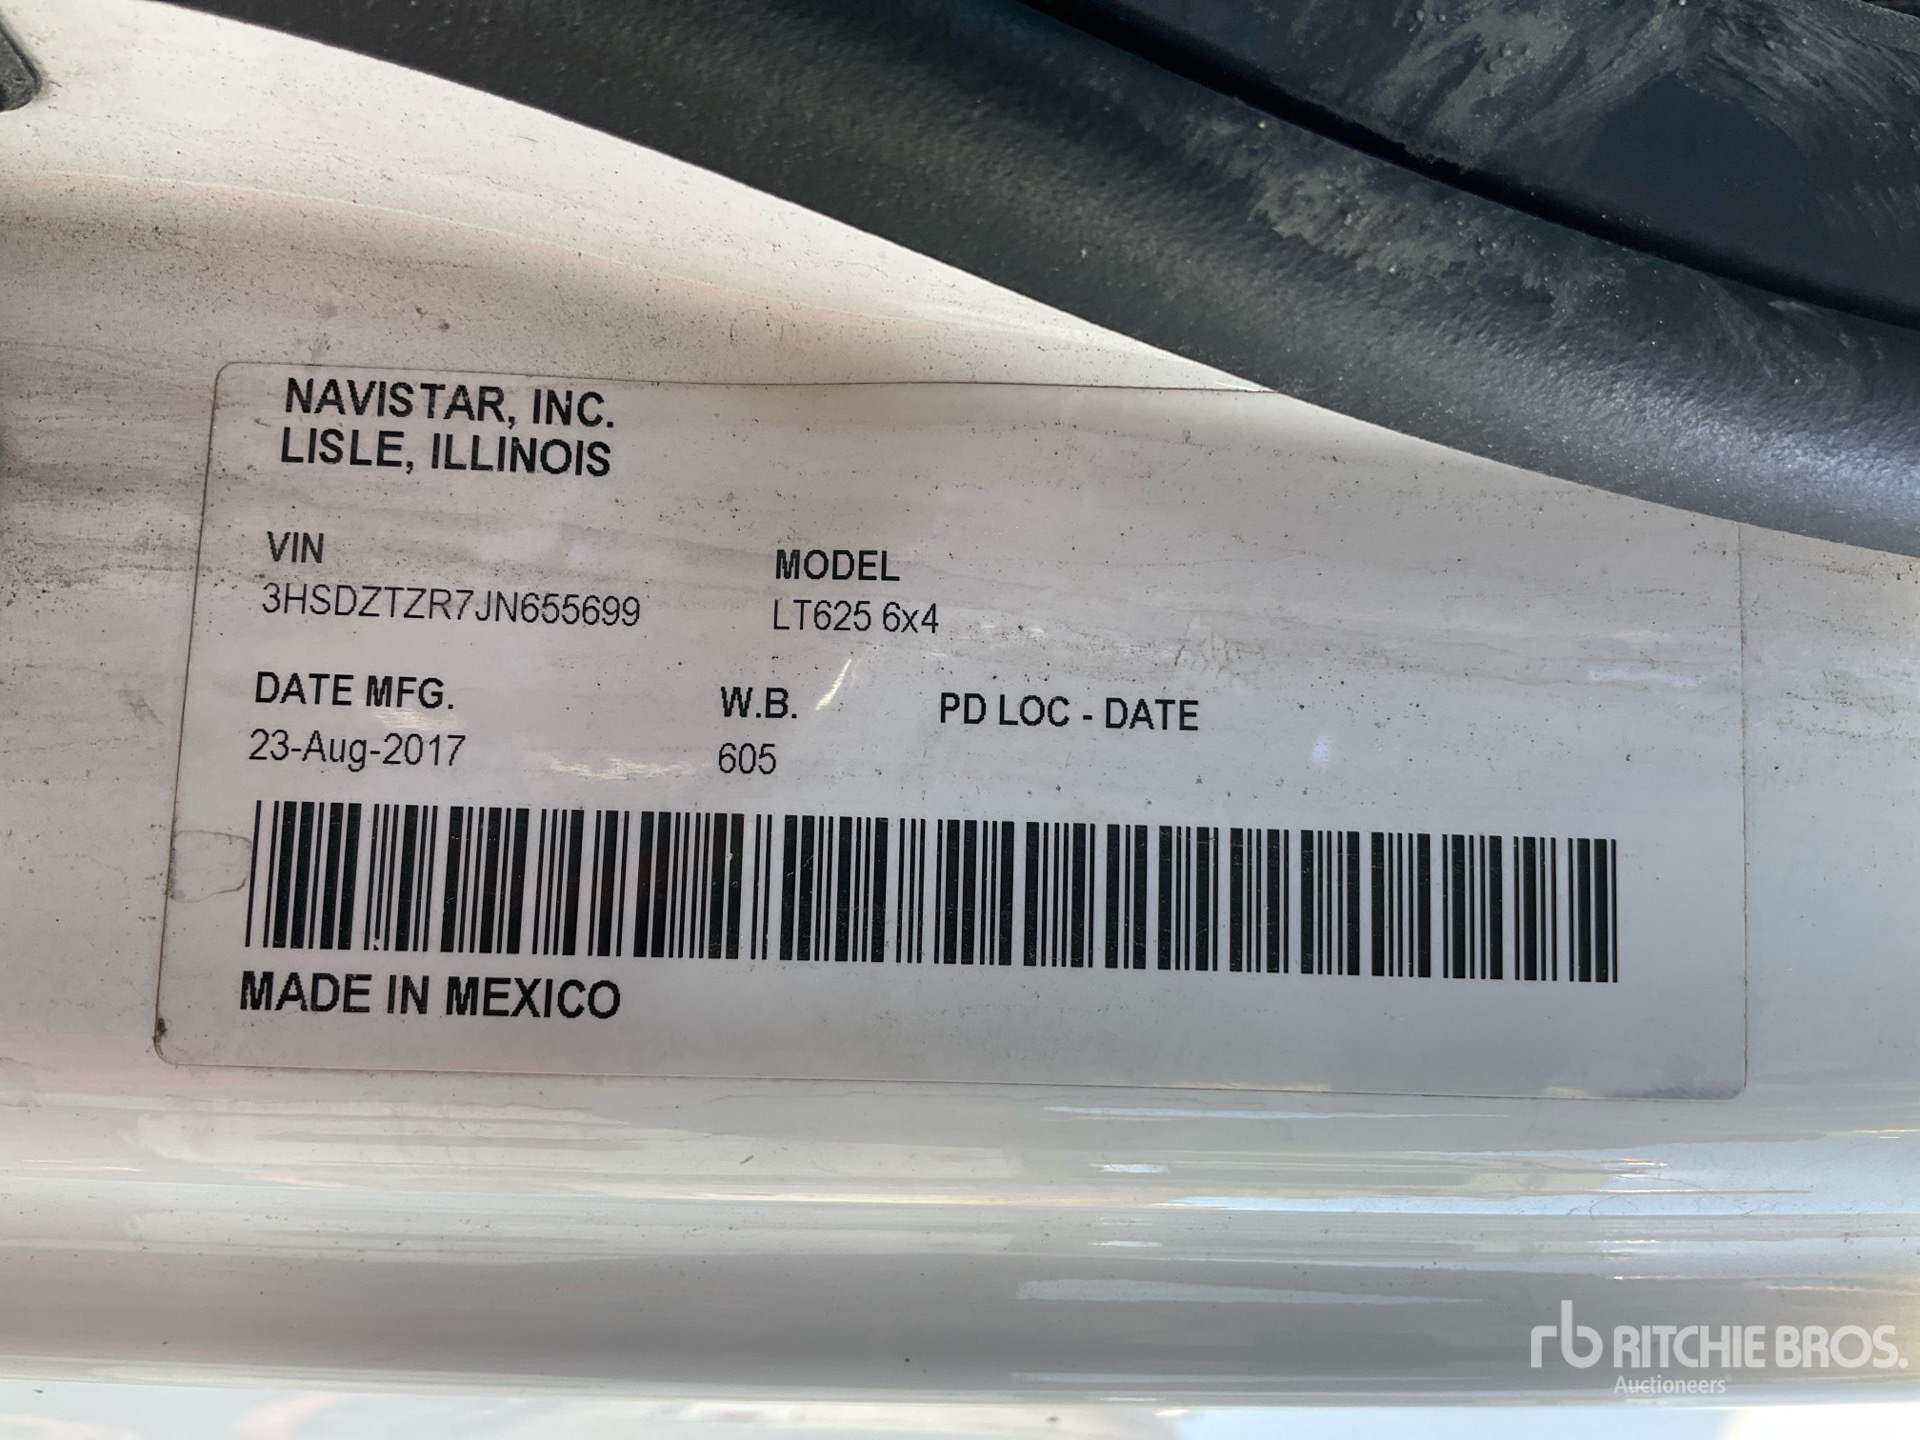 NAVISTAR, INC.
LISLE, ILLINOIS
VIN
3HSDZTZR7JN655699
MODEL
LT625 6x4
DATE MFG.
23-Aug-2017
W.B.
605
PD LOC - DATE
MADE IN MEXICO
rb RITCHIE BROS.
Auctioneers